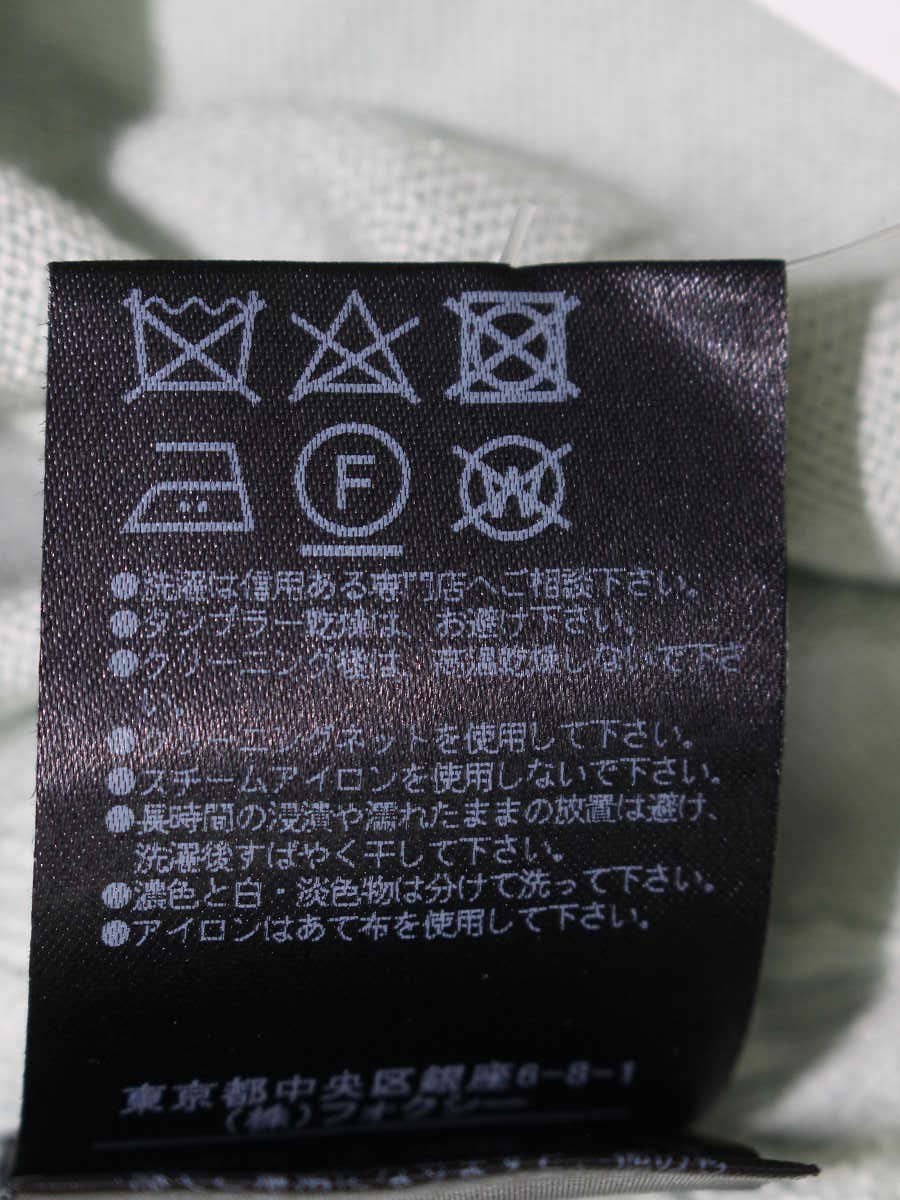 F
W
●洗濯は信用ある専門店へご相談下さい。
●タンブラー乾燥は、お避け下さい。
●クリーニング後は、高温乾燥しないで下さ
い。
●クリーニングネットを使用して下さい。
●スチームアイロンを使用しないで下さい。
●長時間の浸漬や濡れたままの放置は避け、
洗濯後すばやく干して下さい。
●濃色と白・淡色物は分けて洗って下さい。
●アイロンはあて布を使用して下さい。
東京都中央区銀座6-8-1
(株)フォクシー